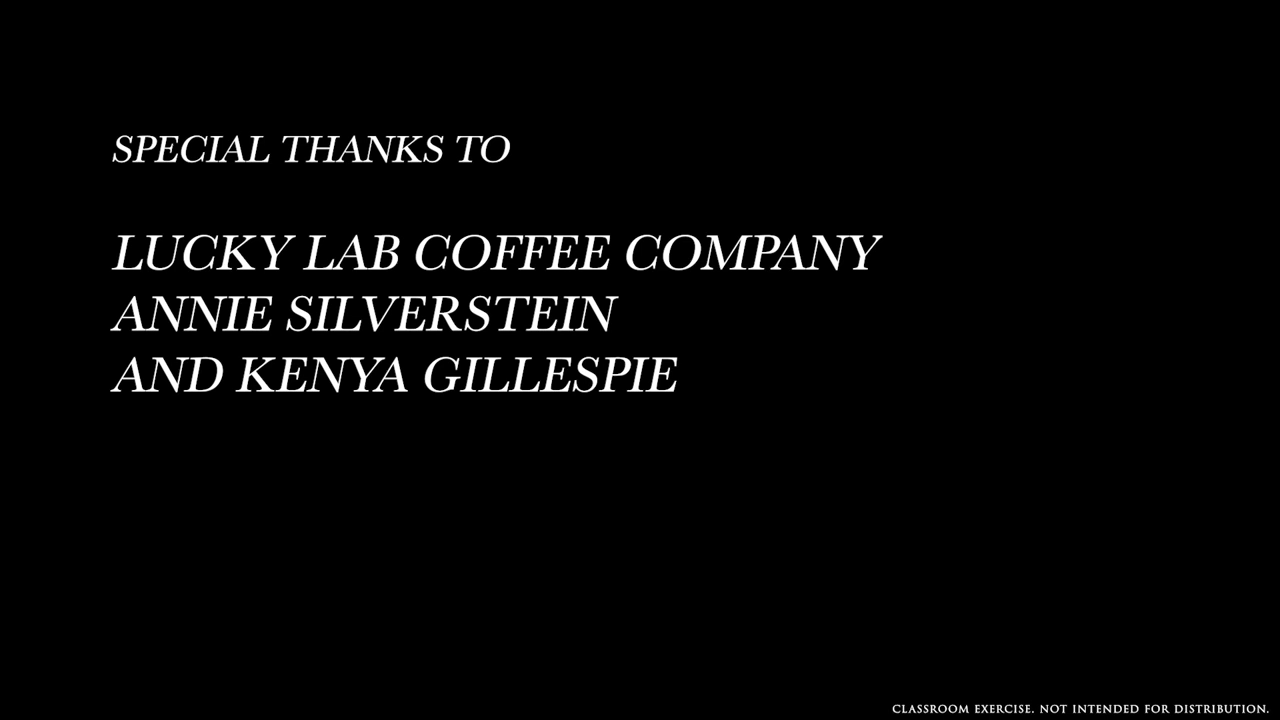 SPECIAL THANKS TO
LUCKY LAB COFFEE COMPANY
ANNIE SILVERSTEIN
AND KENYA GILLESPIE
CLASSROOM EXERCISE. NOT INTENDED FOR DISTRIBUTION.